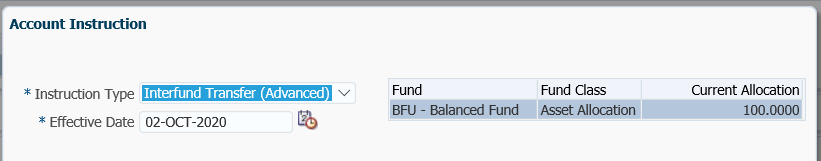 Account Instruction
* Instruction Type Interfund Transfer (Advanced)
* Effective Date 02-OCT-2020
Fund Fund Class Current Allocation
BFU - Balanced Fund Asset Allocation 100.0000